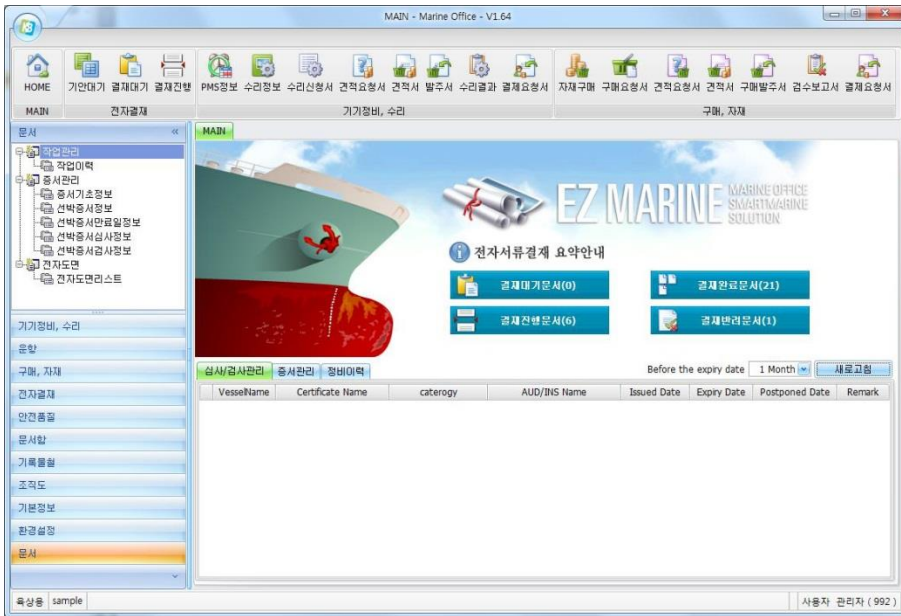 MAIN - Marine Office - V1.64
HOME 기안대기 결재대기 결재진행 PMS정보 수리정보 수리신청서 견적요청서 견적서 발주서 수리결과 결제요청서 자재구매 구매요청서 견적요청서 견적서 구매발주서 검수보고서 결제요청서
MAIN 전자결재 기기정비, 수리 구매, 자재
문서 «
MAIN
작업관리
작업이력
증서관리
증서기초정보
선박증서정보
선박증서만료일정보
선박증서심사정보
선박증서검사정보
전자도면
전자도면리스트
EZ MARINE
MARINE OFFICE
SMARTMARINE
SOLUTION
전자서류결재 요약안내
결재대기문서(0) 결재완료문서(21)
결재진행문서(6) 결재반려문서(1)
기기정비, 수리
운항
구매, 자재
전자결재
안전품질
문서함
기록물철
조직도
기본정보
환경설정
문서
심사/검사관리 증서관리 정비이력 Before the expiry date 1 Month 새로고침
VesselName Certificate Name caterogy AUD/INS Name Issued Date Expiry Date Postponed Date Remark
육상용 sample 사용자 관리자 ( 992 )